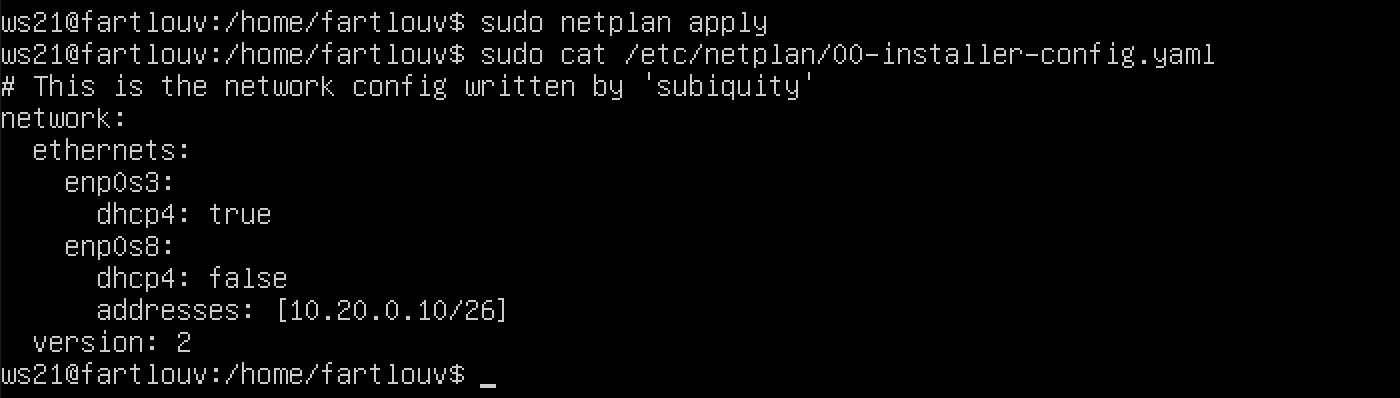 ws21@fartlouv:/home/fartlouv$ sudo netplan apply
ws21@fartlouv:/home/fartlouv$ sudo cat /etc/netplan/00-installer-config.yaml
# This is the network config written by 'subiquity'
network:
  ethernets:
    enp0s3:
      dhcp4: true
    enp0s8:
      dhcp4: false
      addresses: [10.20.0.10/26]
  version: 2
ws21@fartlouv:/home/fartlouv$ _